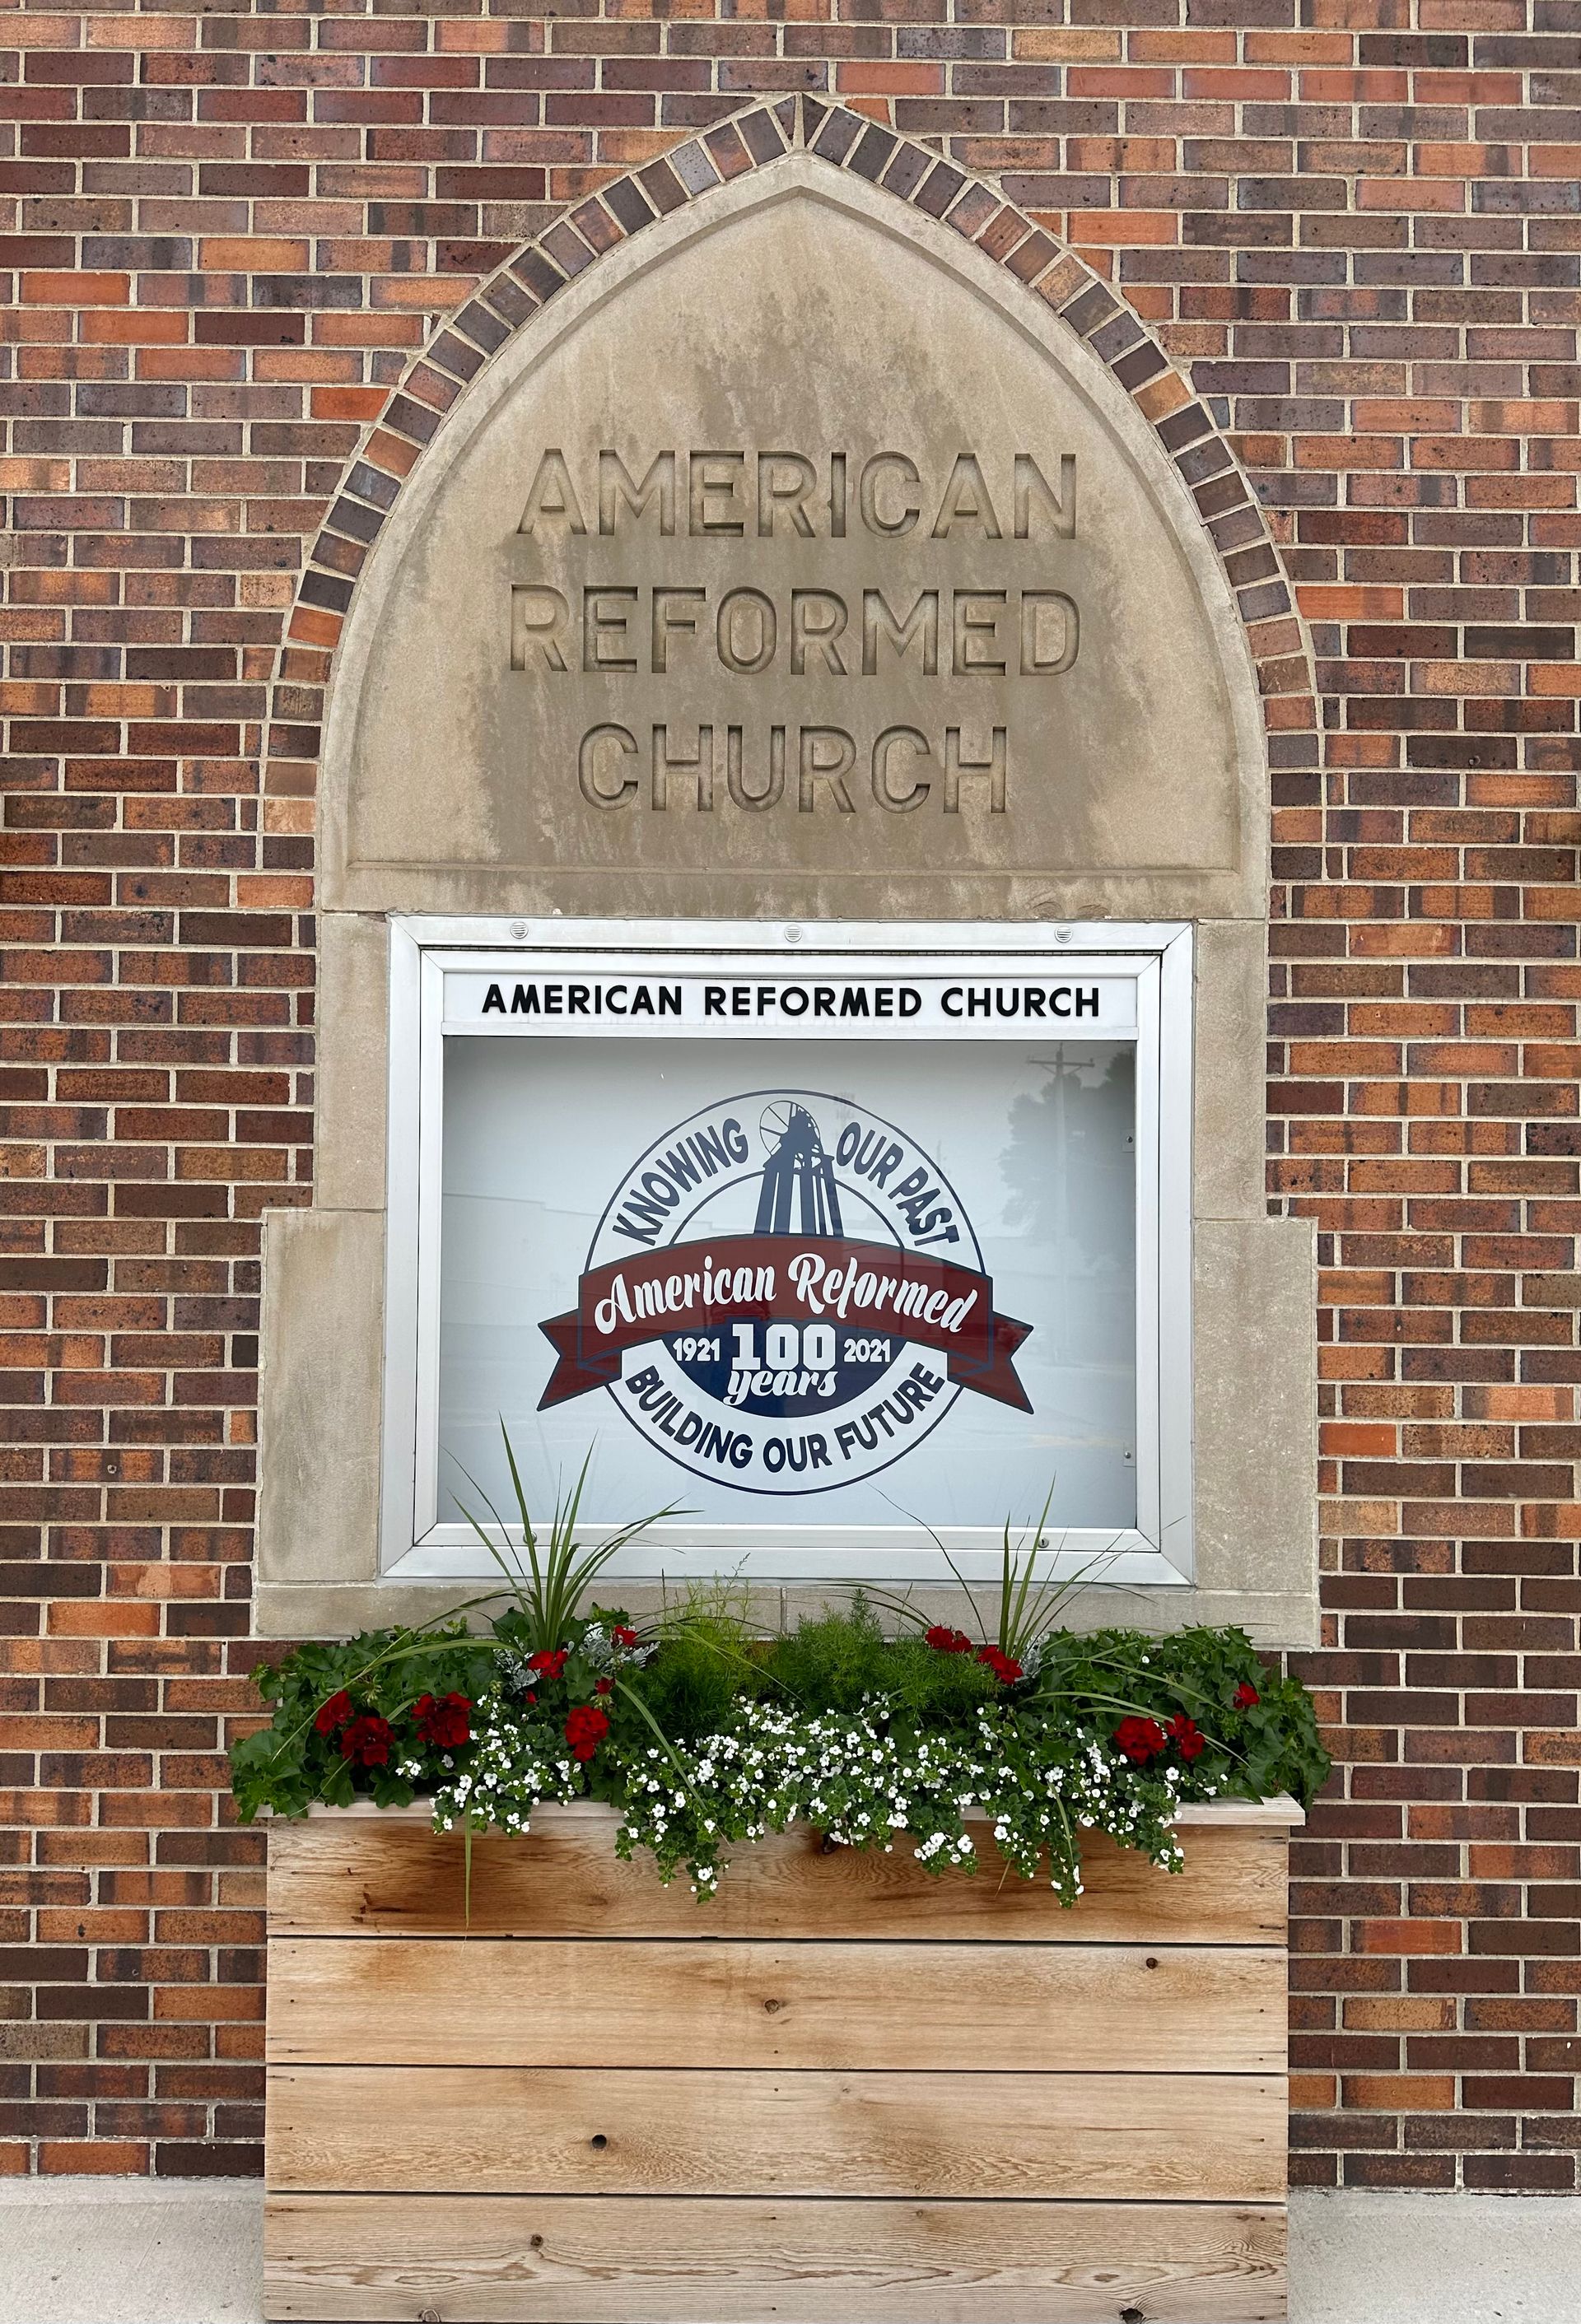 AMERICAN
REFORMED
CHURCH
AMERICAN REFORMED CHURCH
KNOWING OUR PAST
American Reformed
1921 100 2021
years
BUILDING OUR FUTURE